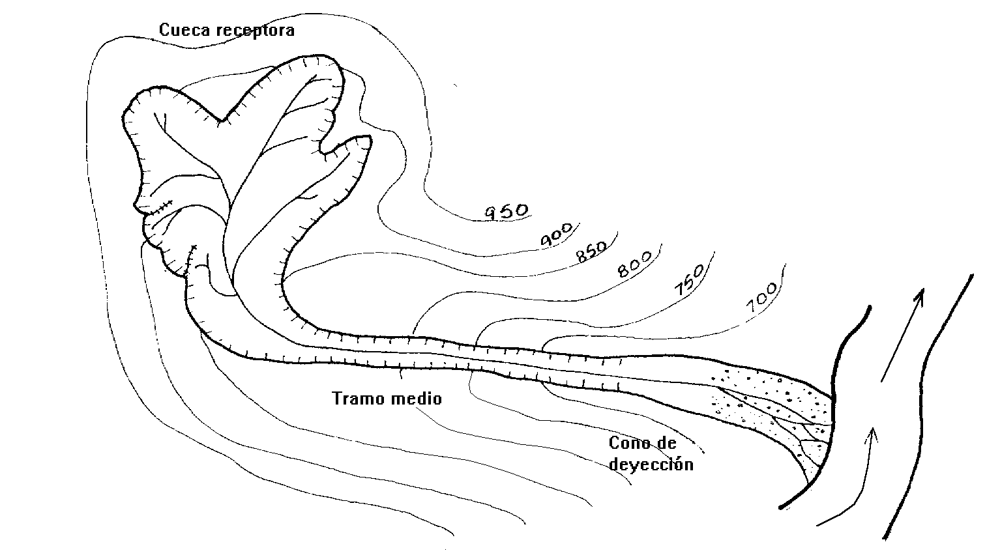 Cueca receptora
950
900
850
800
750
700
Tramo medio
Cono de
deyección